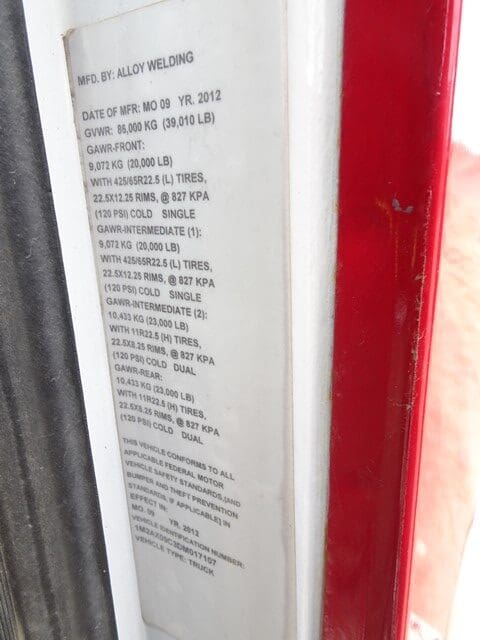 MFD. BY: ALLOY WELDING
DATE OF MFR: MO 09 YR. 2012
GVWR: 86,000 KG (39,010 LB)
GAWR-FRONT:
9,072 KG (20,000 LB)
WITH 425/65R22.5 (L) TIRES,
22.5X12.25 RIMS, @ 827 KPA
(120 PSI) COLD SINGLE
GAWR-INTERMEDIATE (1):
9,072 KG (20,000 LB)
WITH 425/65R22.5 (L) TIRES,
22.5X12.25 RIMS, @ 827 KPA
(120 PSI) COLD SINGLE
GAWR-INTERMEDIATE (2):
10,433 KG (23,000 LB)
WITH 11R22.5 (H) TIRES,
22.5X8.25 RIMS, @ 827 KPA
(120 PSI) COLD DUAL
GAWR-REAR:
10,433 KG (23,000 LB)
WITH 11R22.5 (H) TIRES,
22.5X8.25 RIMS, @ 827 KPA
(120 PSI) COLD DUAL
THIS VEHICLE CONFORMS TO ALL
APPLICABLE FEDERAL MOTOR
VEHICLE SAFETY STANDARDS,[AND
BUMPER AND THEFT PREVENTION
STANDARDS, IF APPLICABLE] IN
EFFECT IN:
MO. 09 YR. 2012
VEHICLE IDENTIFICATION NUMBER:
1M2AX09C3DM017107
VEHICLE TYPE: TRUCK